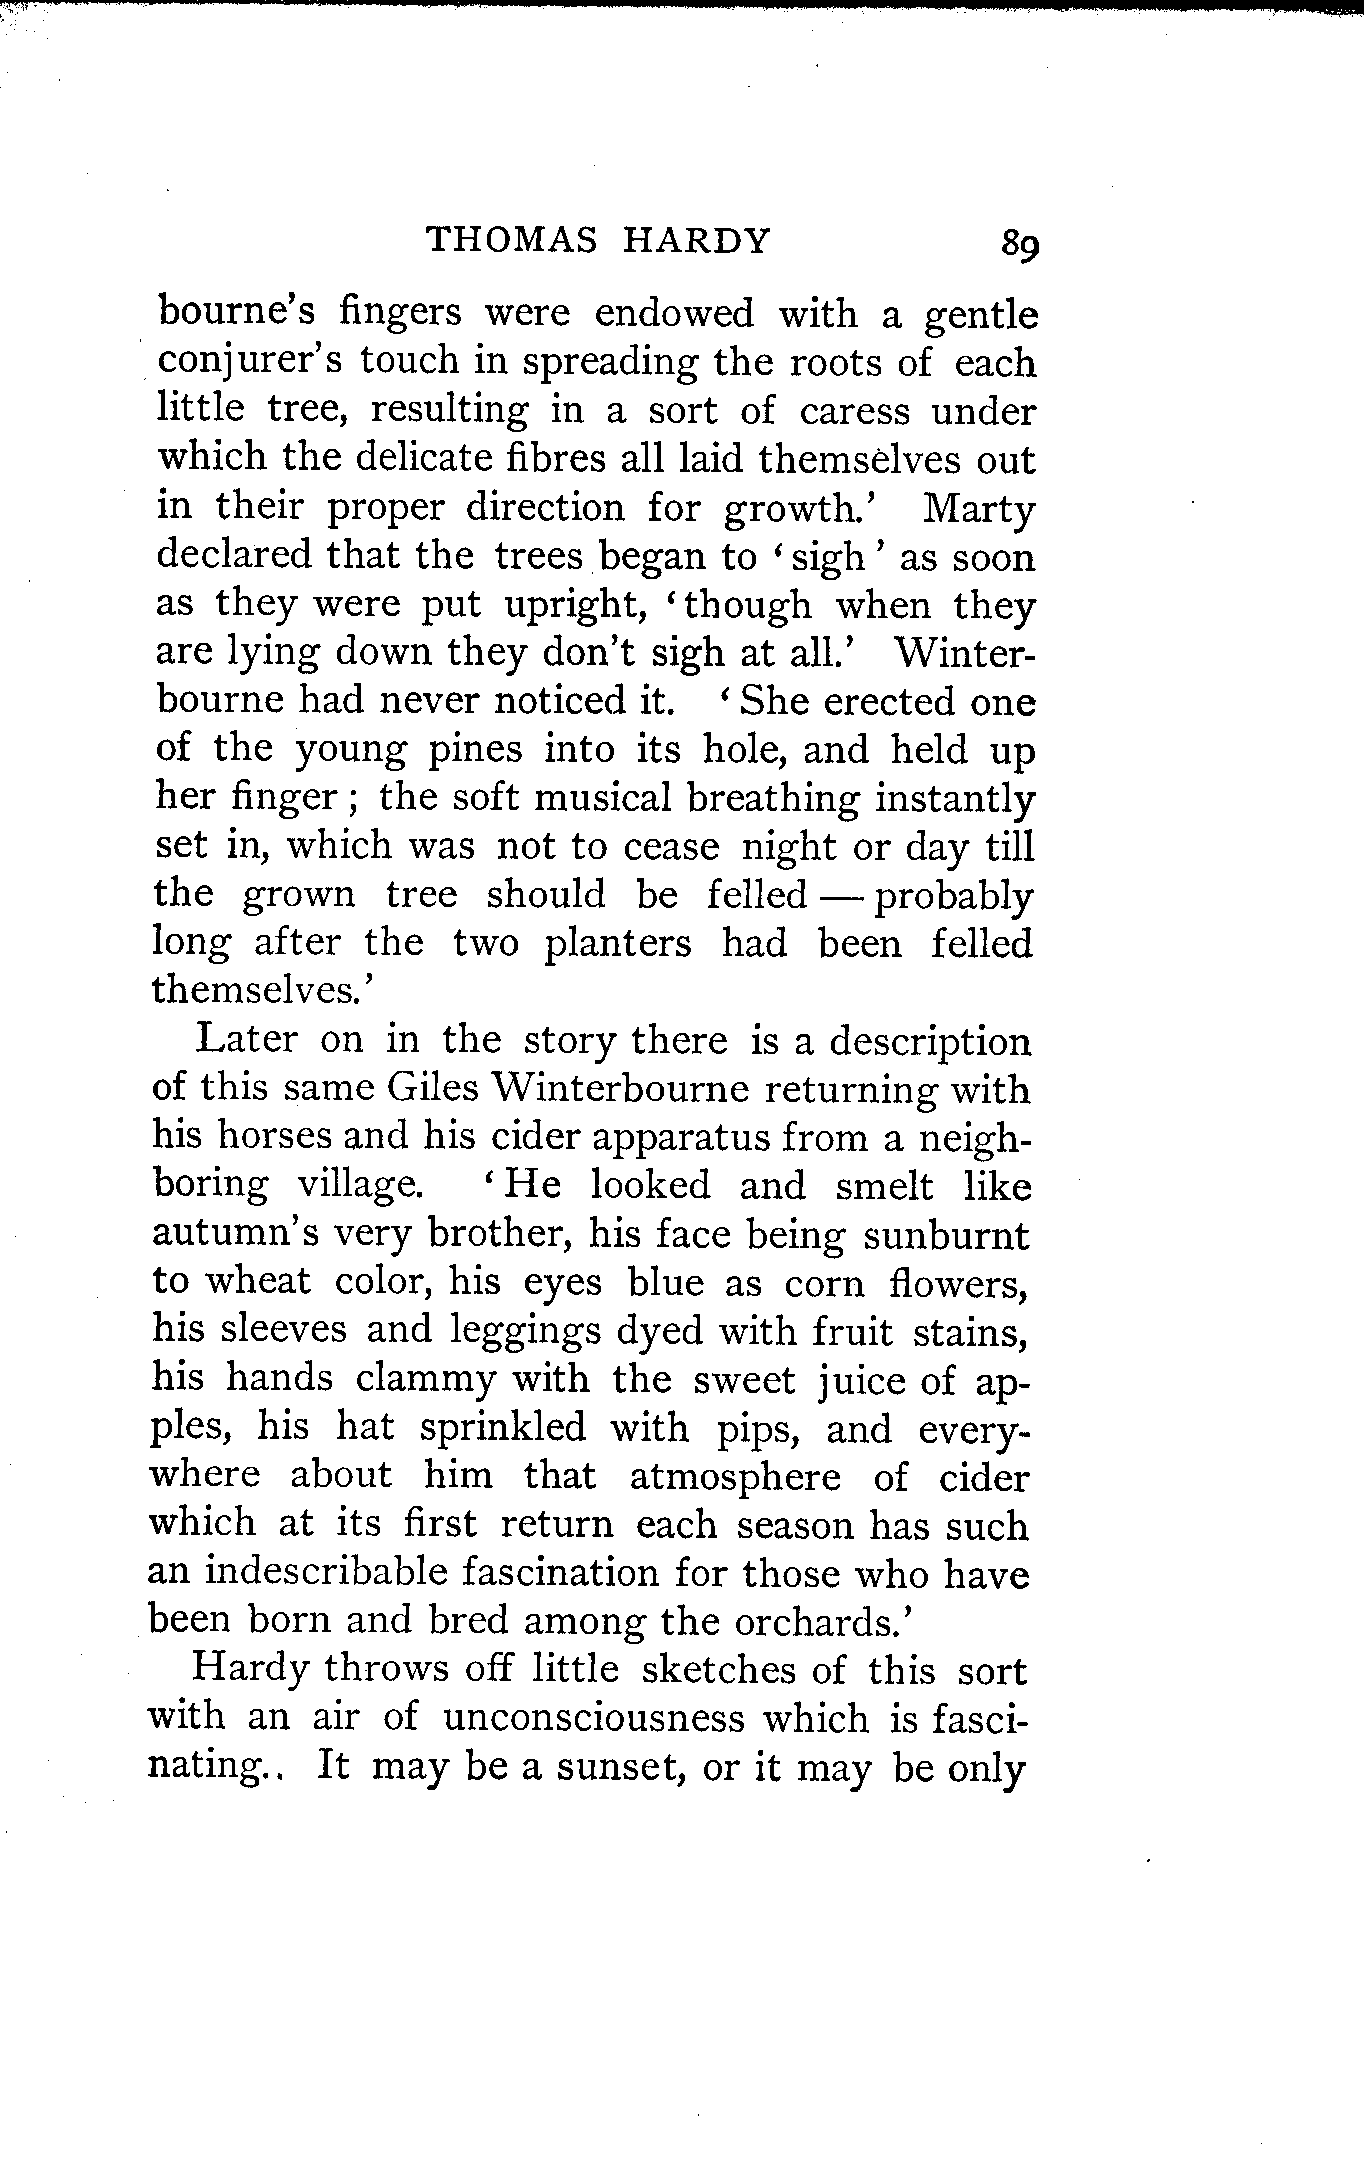 THOMAS HARDY 89
bourne's fingers were endowed with a gentle
conjurer's touch in spreading the roots of each
little tree, resulting in a sort of caress under
which the delicate fibres all laid themselves out
in their proper direction for growth.' Marty
declared that the trees began to ‘ sigh ’ as soon
as they were put upright, ‘ though when they
are lying down they don't sigh at all.' Winter-
bourne had never noticed it. ‘ She erected one
of the young pines into its hole, and held up
her finger ; the soft musical breathing instantly
set in, which was not to cease night or day till
the grown tree should be felled — probably
long after the two planters had been felled
themselves.'
Later on in the story there is a description
of this same Giles Winterbourne returning with
his horses and his cider apparatus from a neigh-
boring village. ‘ He looked and smelt like
autumn's very brother, his face being sunburnt
to wheat color, his eyes blue as corn flowers,
his sleeves and leggings dyed with fruit stains,
his hands clammy with the sweet juice of ap-
ples, his hat sprinkled with pips, and every-
where about him that atmosphere of cider
which at its first return each season has such
an indescribable fascination for those who have
been born and bred among the orchards.'
Hardy throws off little sketches of this sort
with an air of unconsciousness which is fasci-
nating.. It may be a sunset, or it may be only